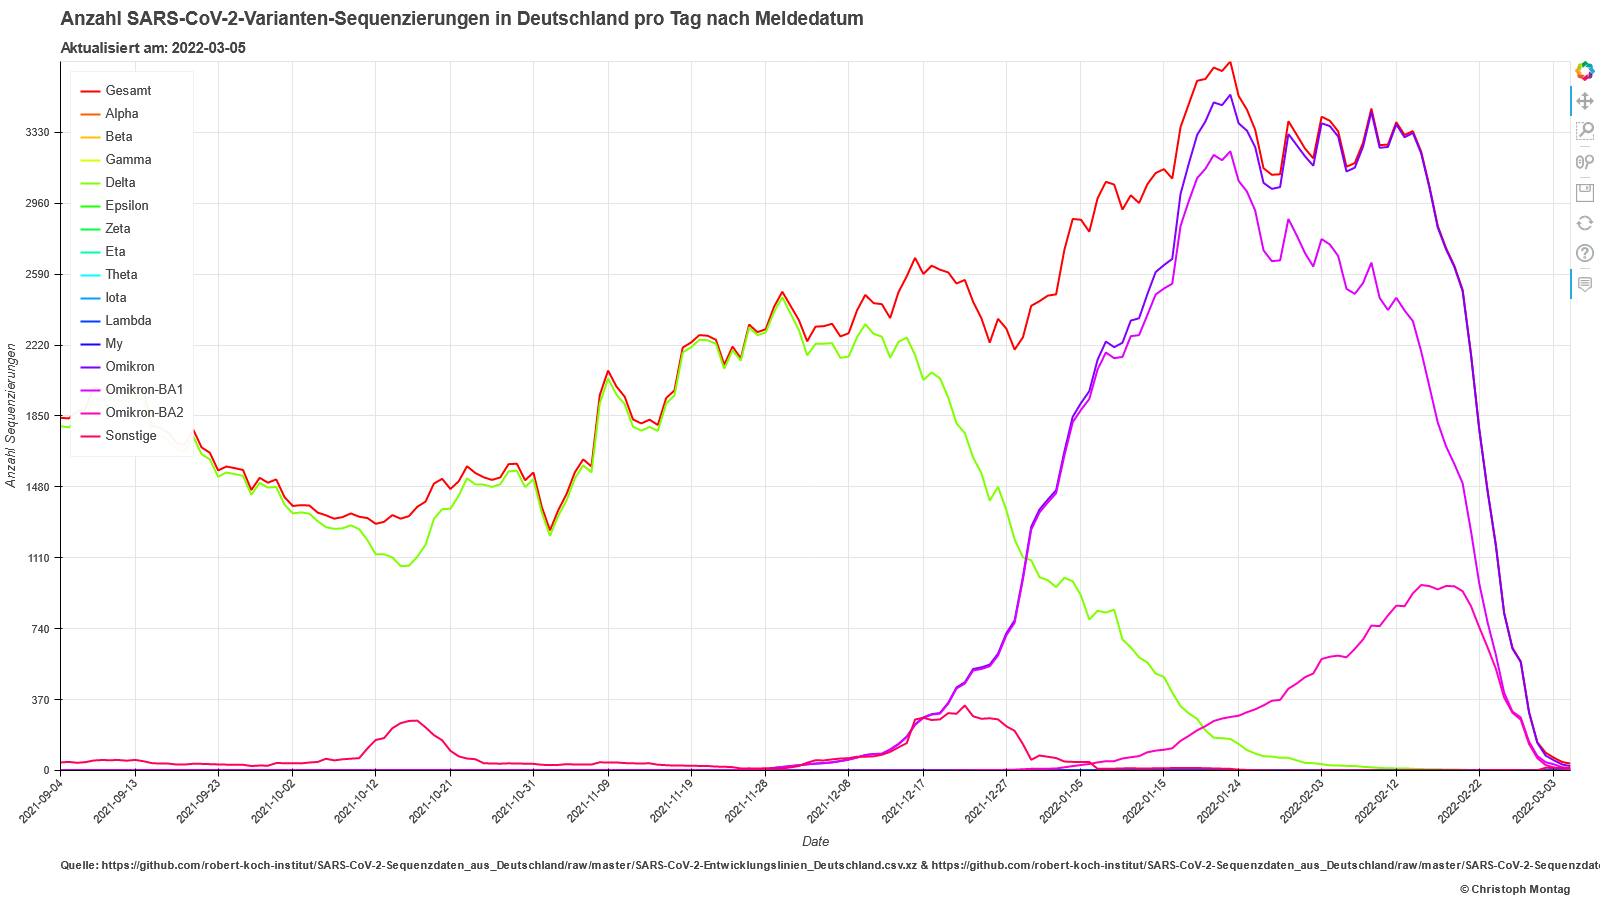 Anzahl SARS-CoV-2-Varianten-Sequenzierungen in Deutschland pro Tag nach Meldedatum
Aktualisiert am: 2022-03-05
Gesamt
Alpha
Beta
Gamma
Delta
Epsilon
Zeta
Eta
Theta
Iota
Lambda
My
Omikron
Omikron-BA1
Omikron-BA2
Sonstige
3330
2960
2590
2220
1850
1480
1110
740
370
0
Anzahl Sequenzierungen
2021-09-04
2021-09-13
2021-09-23
2021-10-02
2021-10-12
2021-10-21
2021-10-31
2021-11-09
2021-11-19
2021-11-28
2021-12-08
2021-12-17
2021-12-27
2022-01-05
2022-01-15
2022-01-24
2022-02-03
2022-02-12
2022-02-22
2022-03-03
Date
Quelle: https://github.com/robert-koch-institut/SARS-CoV-2-Sequenzdaten_aus_Deutschland/raw/master/SARS-CoV-2-Entwicklungslinien_Deutschland.csv.xz & https://github.com/robert-koch-institut/SARS-CoV-2-Sequenzdaten_aus_Deutschland/raw/master/SARS-CoV-2-Sequenzdate
© Christoph Montag